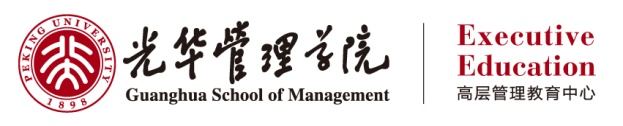 PEKING UNIVERSITY
1898
光华管理学院
Guanghua School of Management
Executive
Education
高层管理教育中心